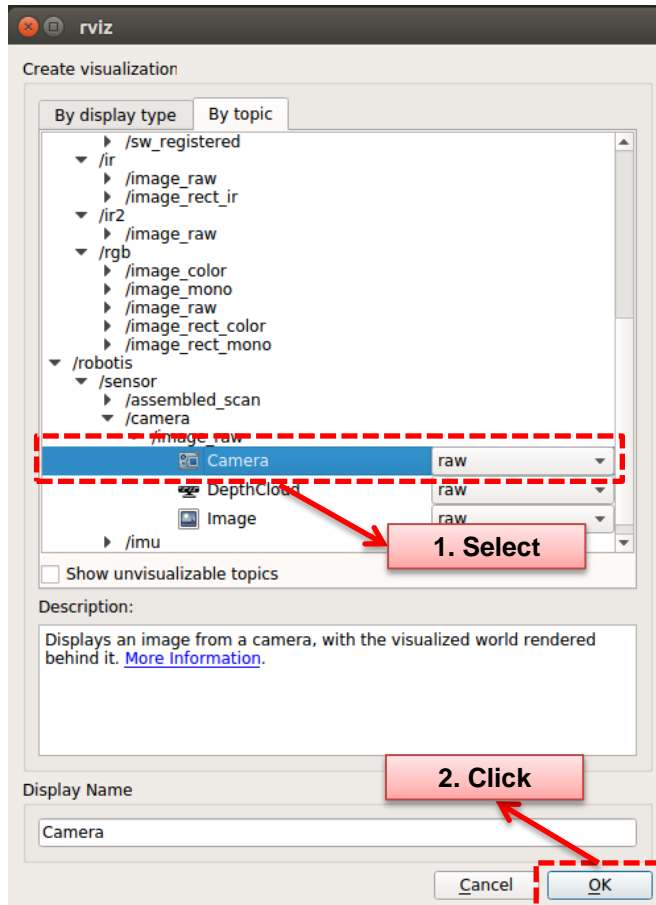 rviz
Create visualization
By display type By topic
/sw_registered
/ir
/image_raw
/image_rect_ir
/ir2
/image_raw
/rgb
/image_color
/image_mono
/image_raw
/image_rect_color
/image_rect_mono
/robotis
/sensor
/assembled_scan
/camera
/image_raw
Camera raw
DepthCloud raw
Image raw
1. Select
/imu
Show unvisualizable topics
Description:
Displays an image from a camera, with the visualized world rendered
behind it. More Information.
2. Click
Display Name
Camera
Cancel OK